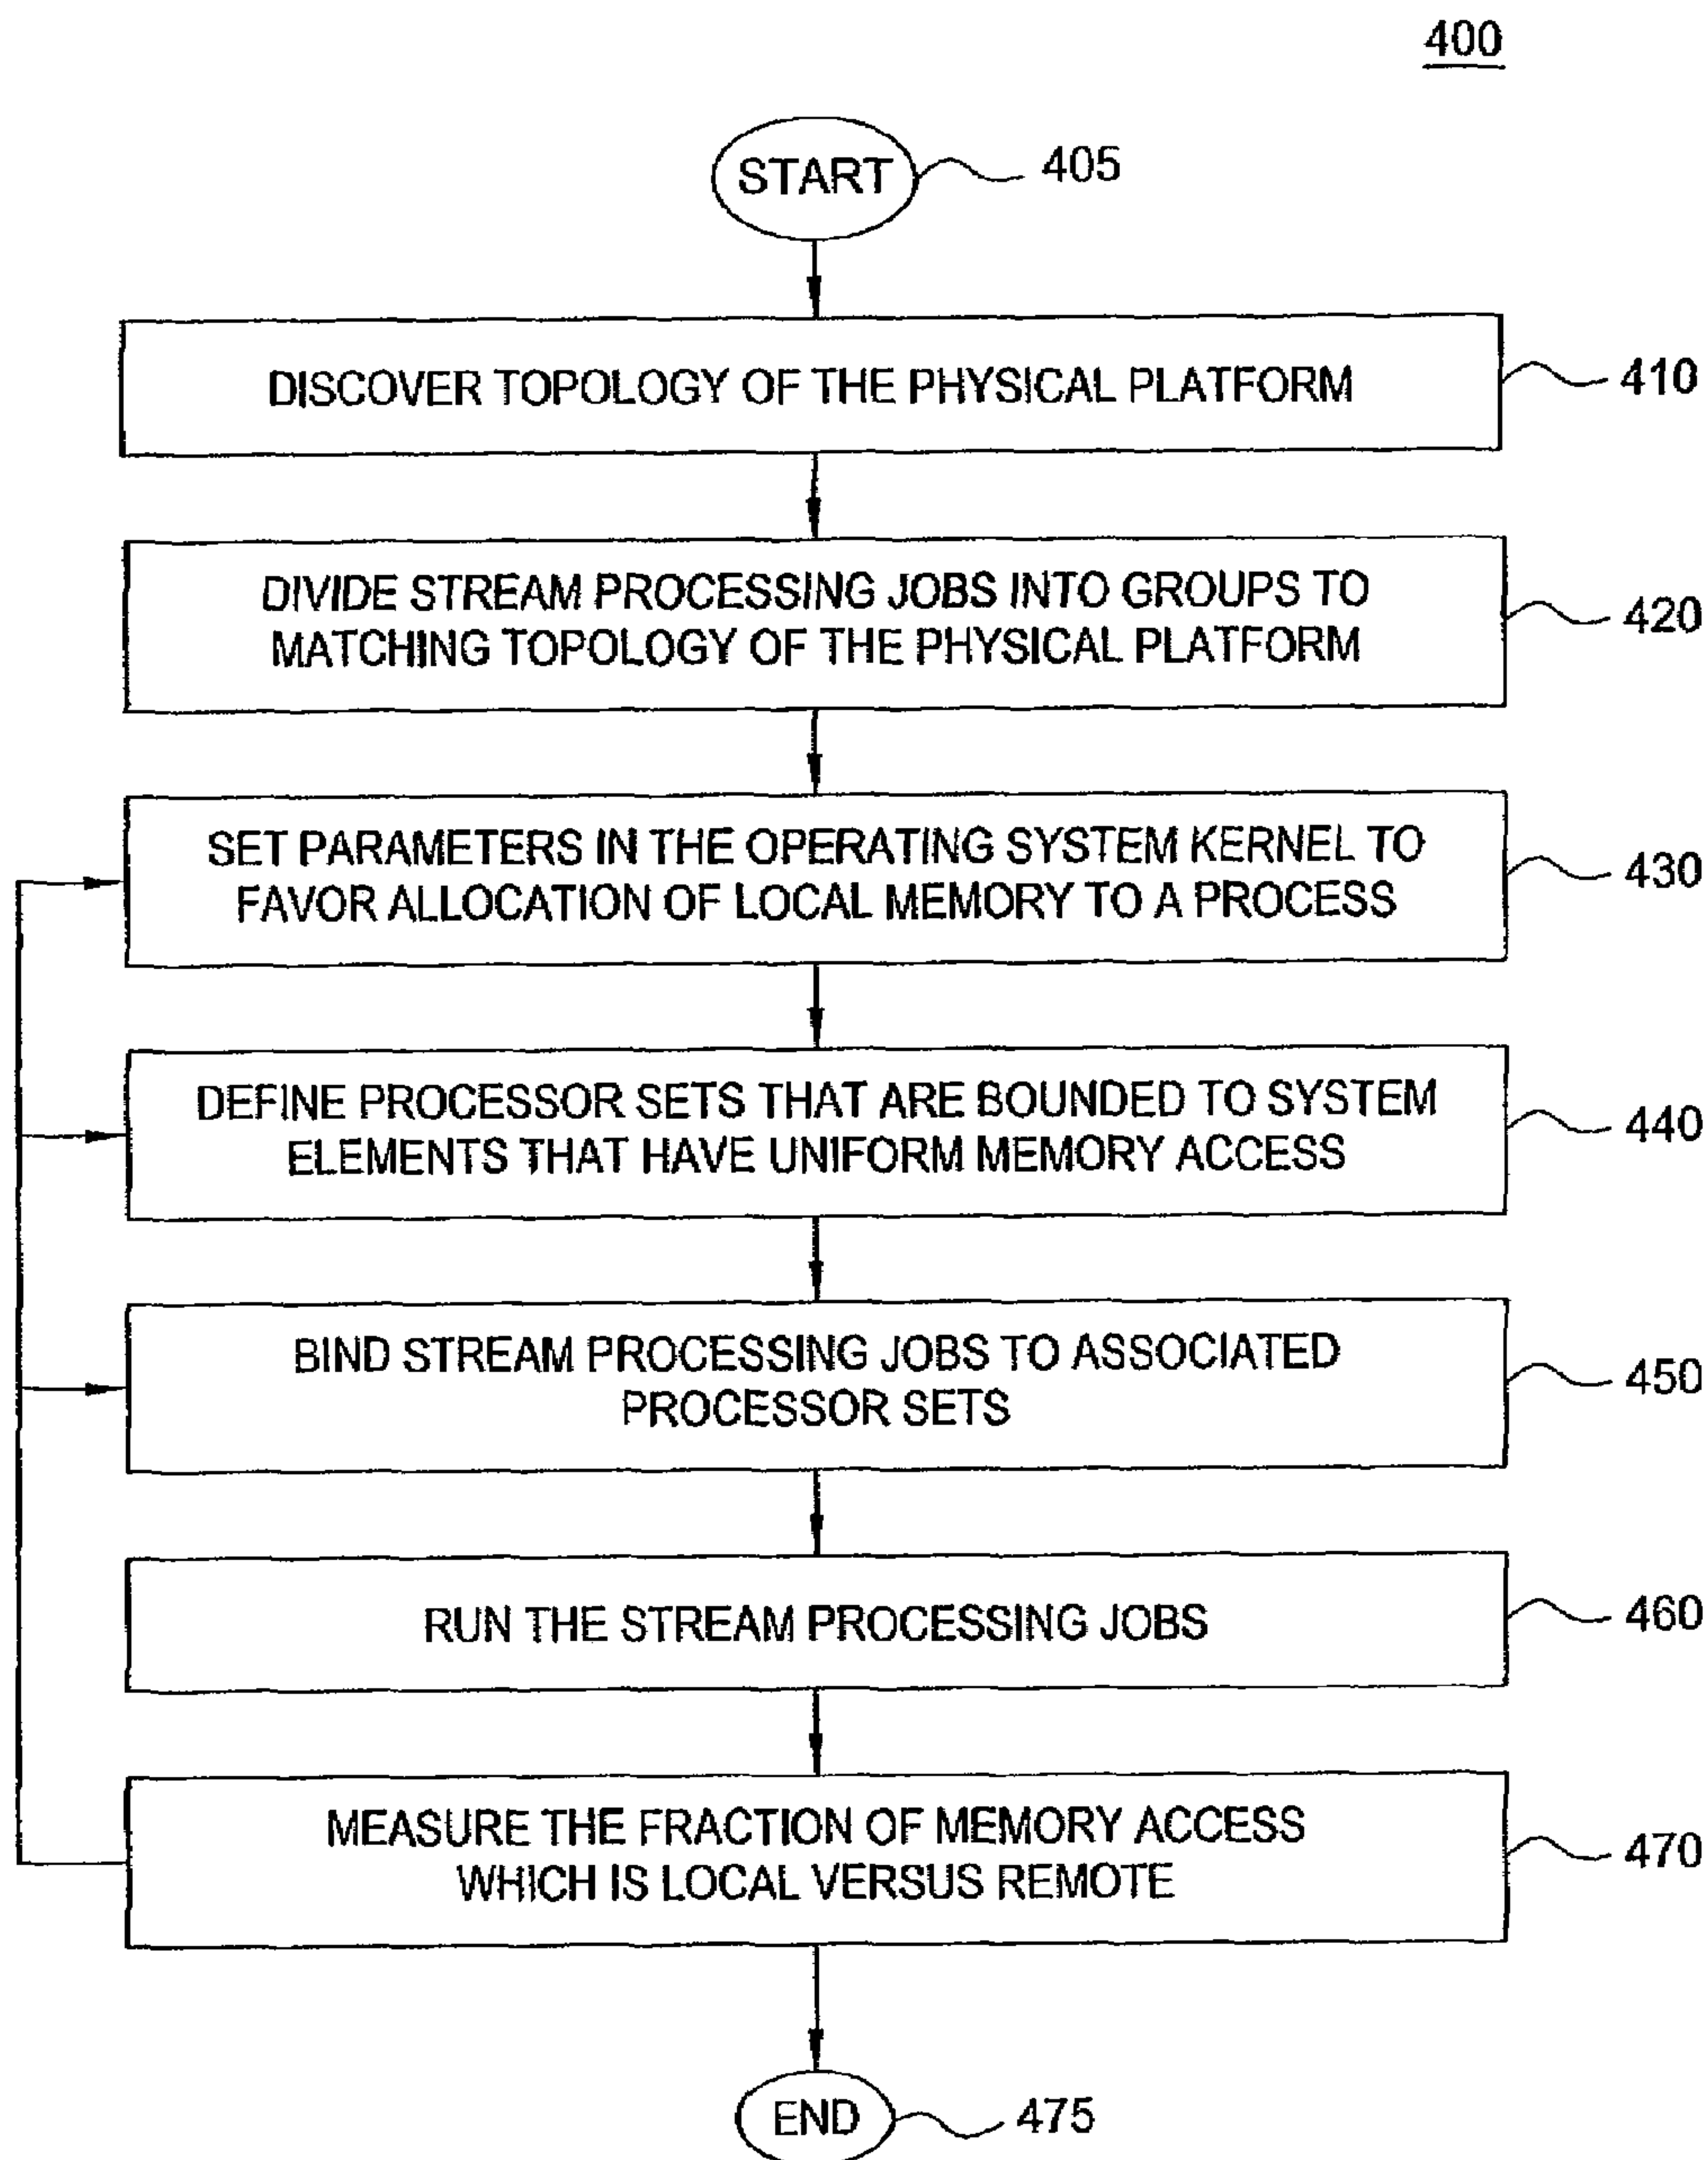 400
START
405
DISCOVER TOPOLOGY OF THE PHYSICAL PLATFORM
410
DIVIDE STREAM PROCESSING JOBS INTO GROUPS TO
MATCHING TOPOLOGY OF THE PHYSICAL PLATFORM
420
SET PARAMETERS IN THE OPERATING SYSTEM KERNEL TO
FAVOR ALLOCATION OF LOCAL MEMORY TO A PROCESS
430
DEFINE PROCESSOR SETS THAT ARE BOUNDED TO SYSTEM
ELEMENTS THAT HAVE UNIFORM MEMORY ACCESS
440
BIND STREAM PROCESSING JOBS TO ASSOCIATED
PROCESSOR SETS
450
RUN THE STREAM PROCESSING JOBS
460
MEASURE THE FRACTION OF MEMORY ACCESS
WHICH IS LOCAL VERSUS REMOTE
470
END
475